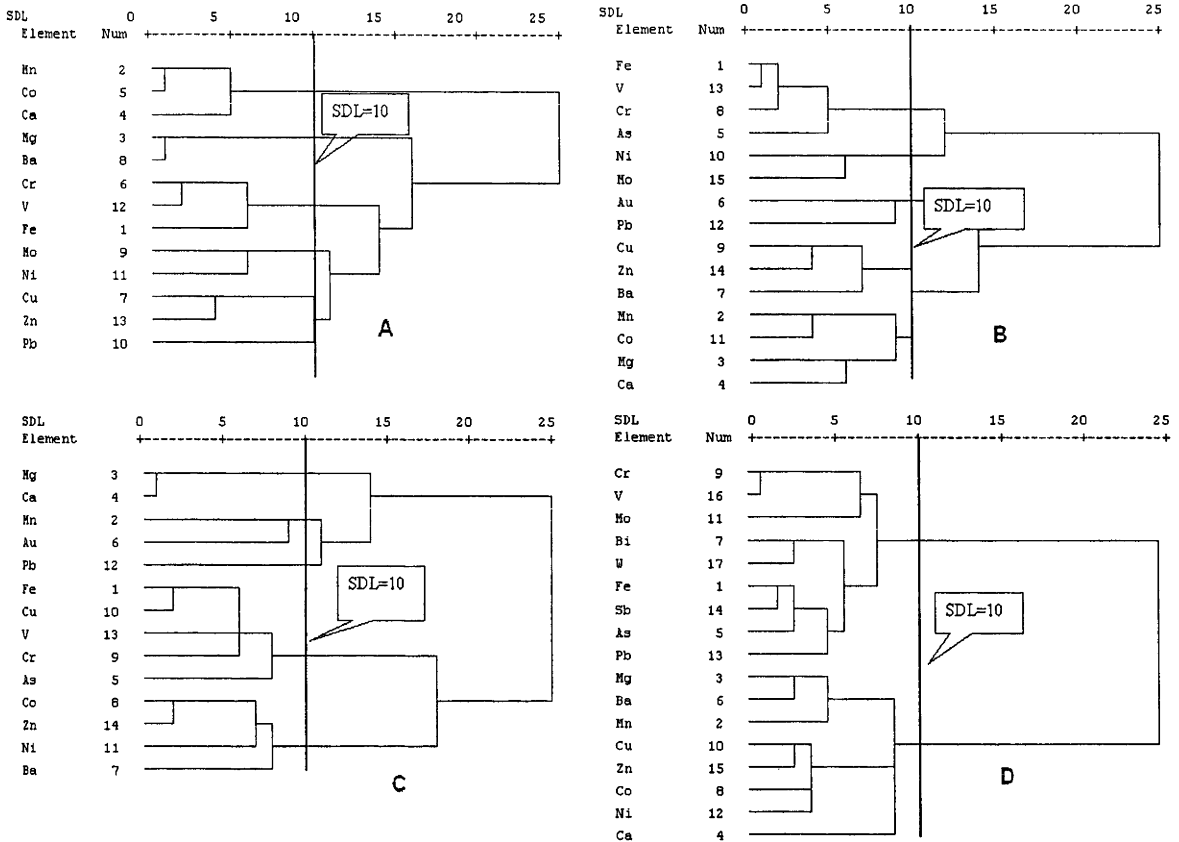 SDL 0 5 10 15 20 25
Element Num
Mn 2
Co 5
Ca 4
Mg 3
Ba 8
Cr 6
V 12
Fe 1
Mo 9
Ni 11
Cu 7
Zn 13
Pb 10
SDL=10
A
SDL 0 5 10 15 20 25
Element Num
Fe 1
V 13
Cr 8
As 5
Ni 10
Mo 15
Au 6
Pb 12
Cu 9
Zn 14
Ba 7
Mn 2
Co 11
Mg 3
Ca 4
SDL=10
B
SDL 0 5 10 15 20 25
Element
Mg 3
Ca 4
Mn 2
Au 6
Pb 12
Fe 1
Cu 10
V 13
Cr 9
As 5
Co 8
Zn 14
Ni 11
Ba 7
SDL=10
C
SDL 0 5 10 15 20 25
Element Num
Cr 9
V 16
Mo 11
Bi 7
W 17
Fe 1
Sb 14
As 5
Pb 13
Mg 3
Ba 6
Mn 2
Cu 10
Zn 15
Co 8
Ni 12
Ca 4
SDL=10
D